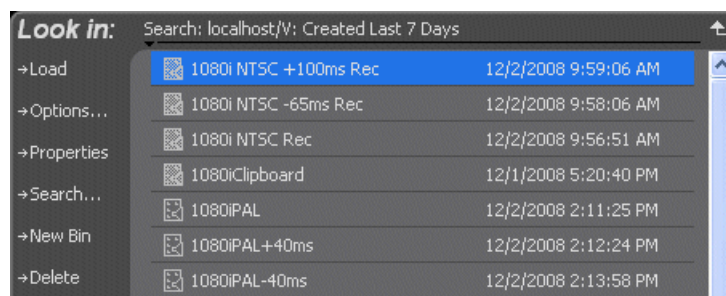 Look in: Search: localhost/V: Created Last 7 Days
→Load
→Options...
→Properties
→Search...
→New Bin
→Delete
1080i NTSC +100ms Rec 12/2/2008 9:59:06 AM
1080i NTSC -65ms Rec 12/2/2008 9:58:06 AM
1080i NTSC Rec 12/2/2008 9:56:51 AM
1080iClipboard 12/1/2008 5:20:40 PM
1080iPAL 12/2/2008 2:11:25 PM
1080iPAL+40ms 12/2/2008 2:12:24 PM
1080iPAL-40ms 12/2/2008 2:13:58 PM